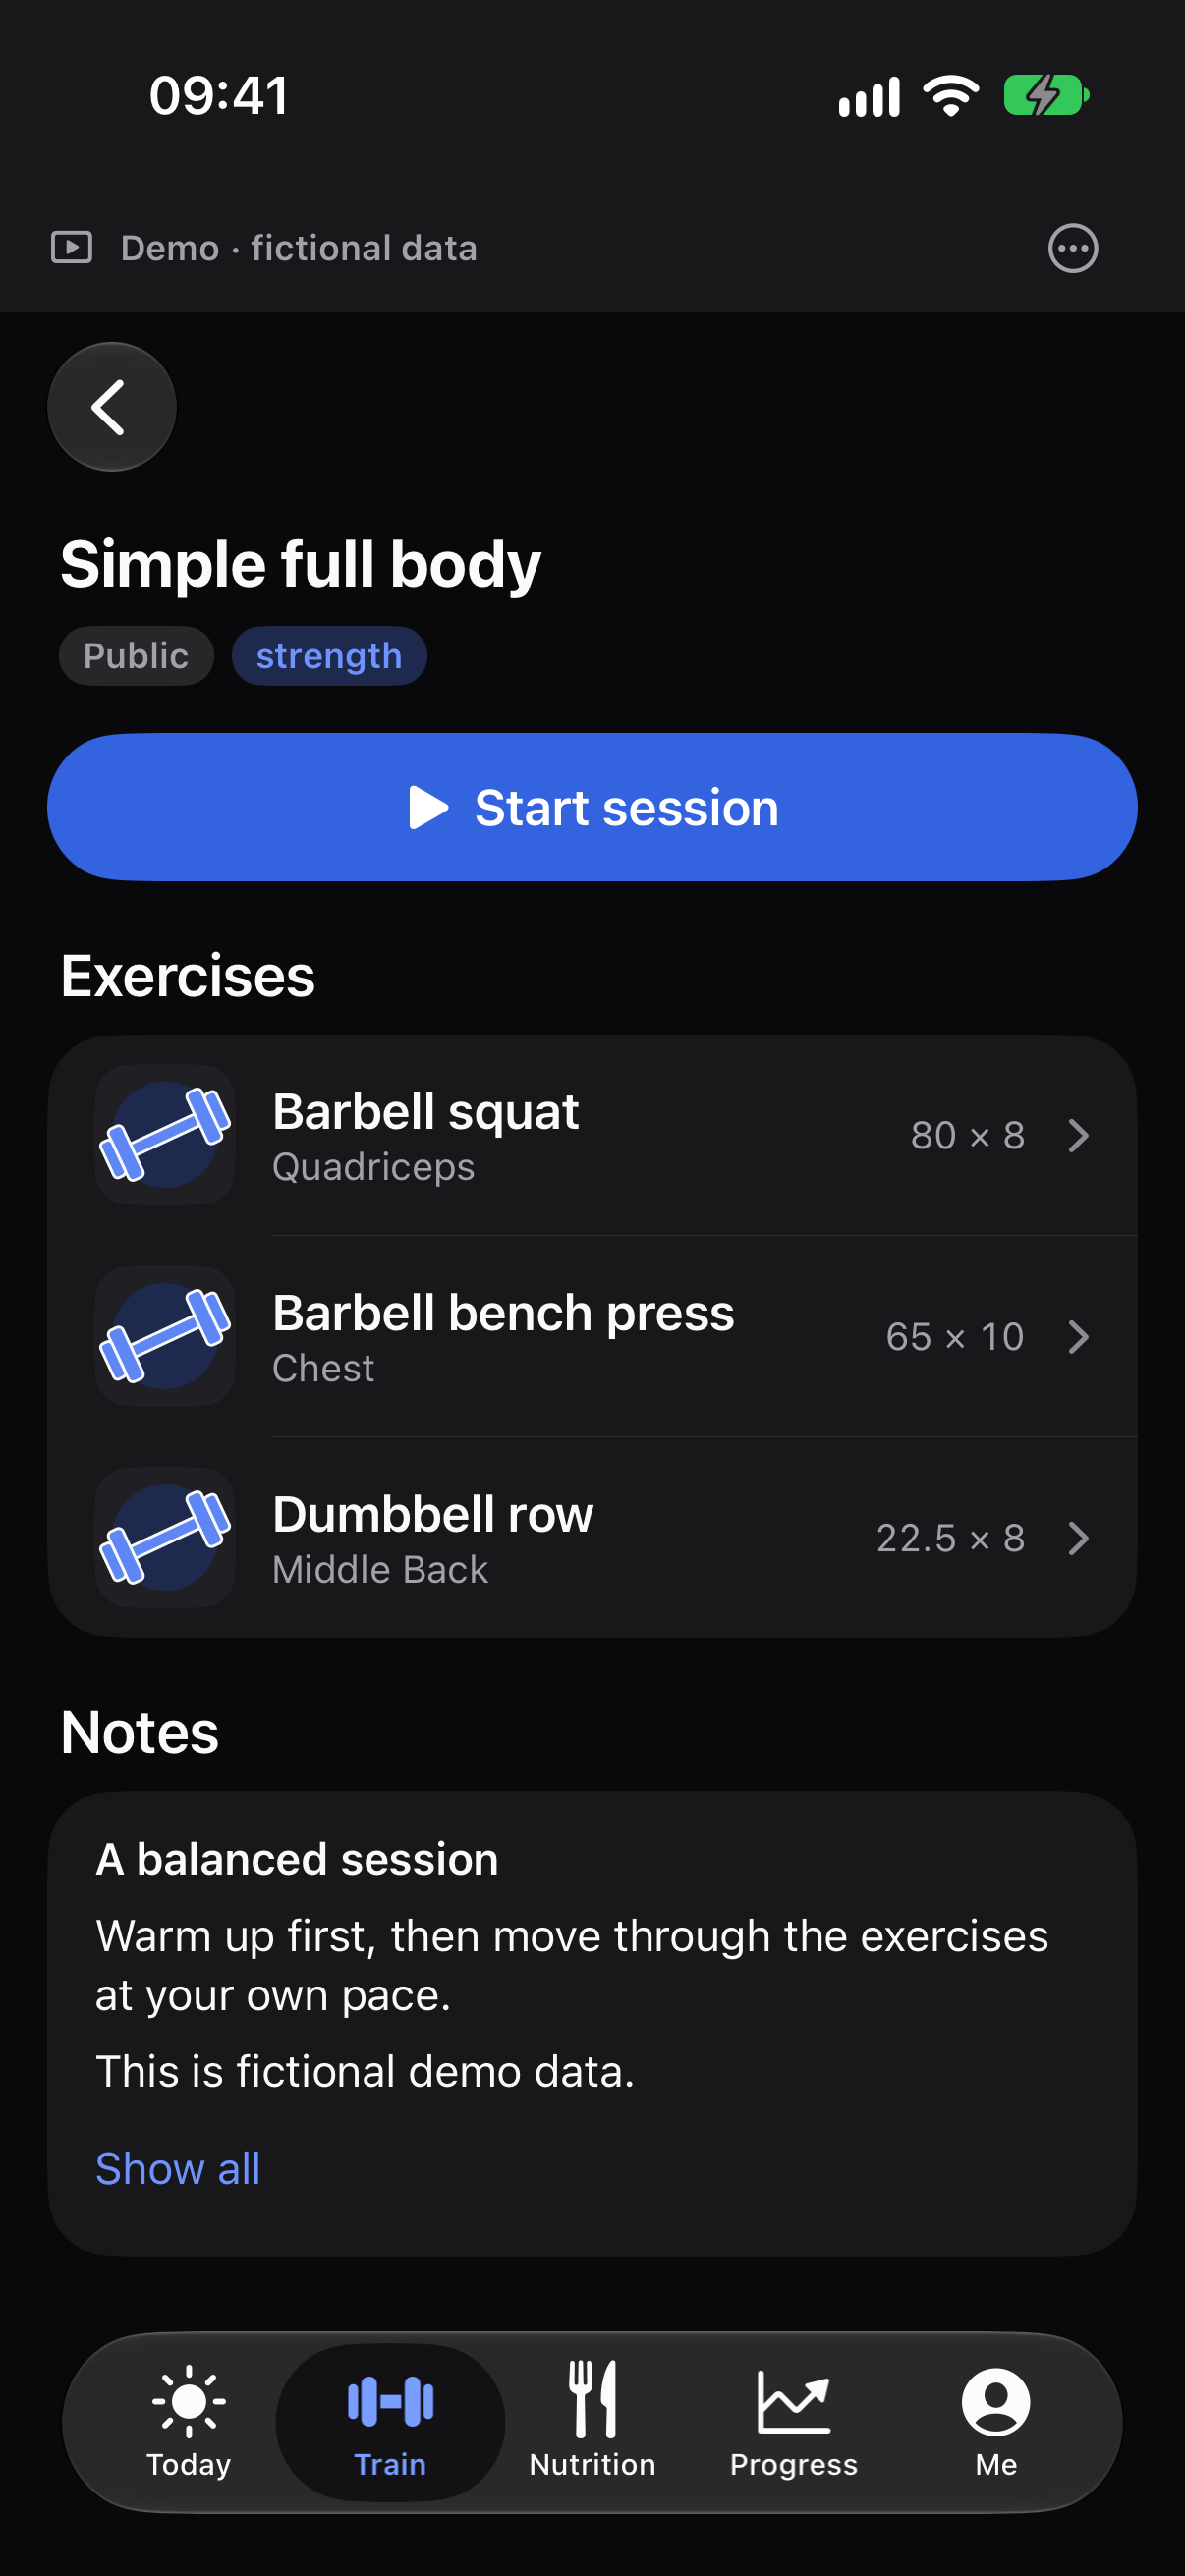 09:41
Demo · fictional data
Simple full body
Public strength
Start session
Exercises
Barbell squat
Quadriceps
80 × 8
Barbell bench press
Chest
65 × 10
Dumbbell row
Middle Back
22.5 × 8
Notes
A balanced session
Warm up first, then move through the exercises
at your own pace.
This is fictional demo data.
Show all
Today Train Nutrition Progress Me